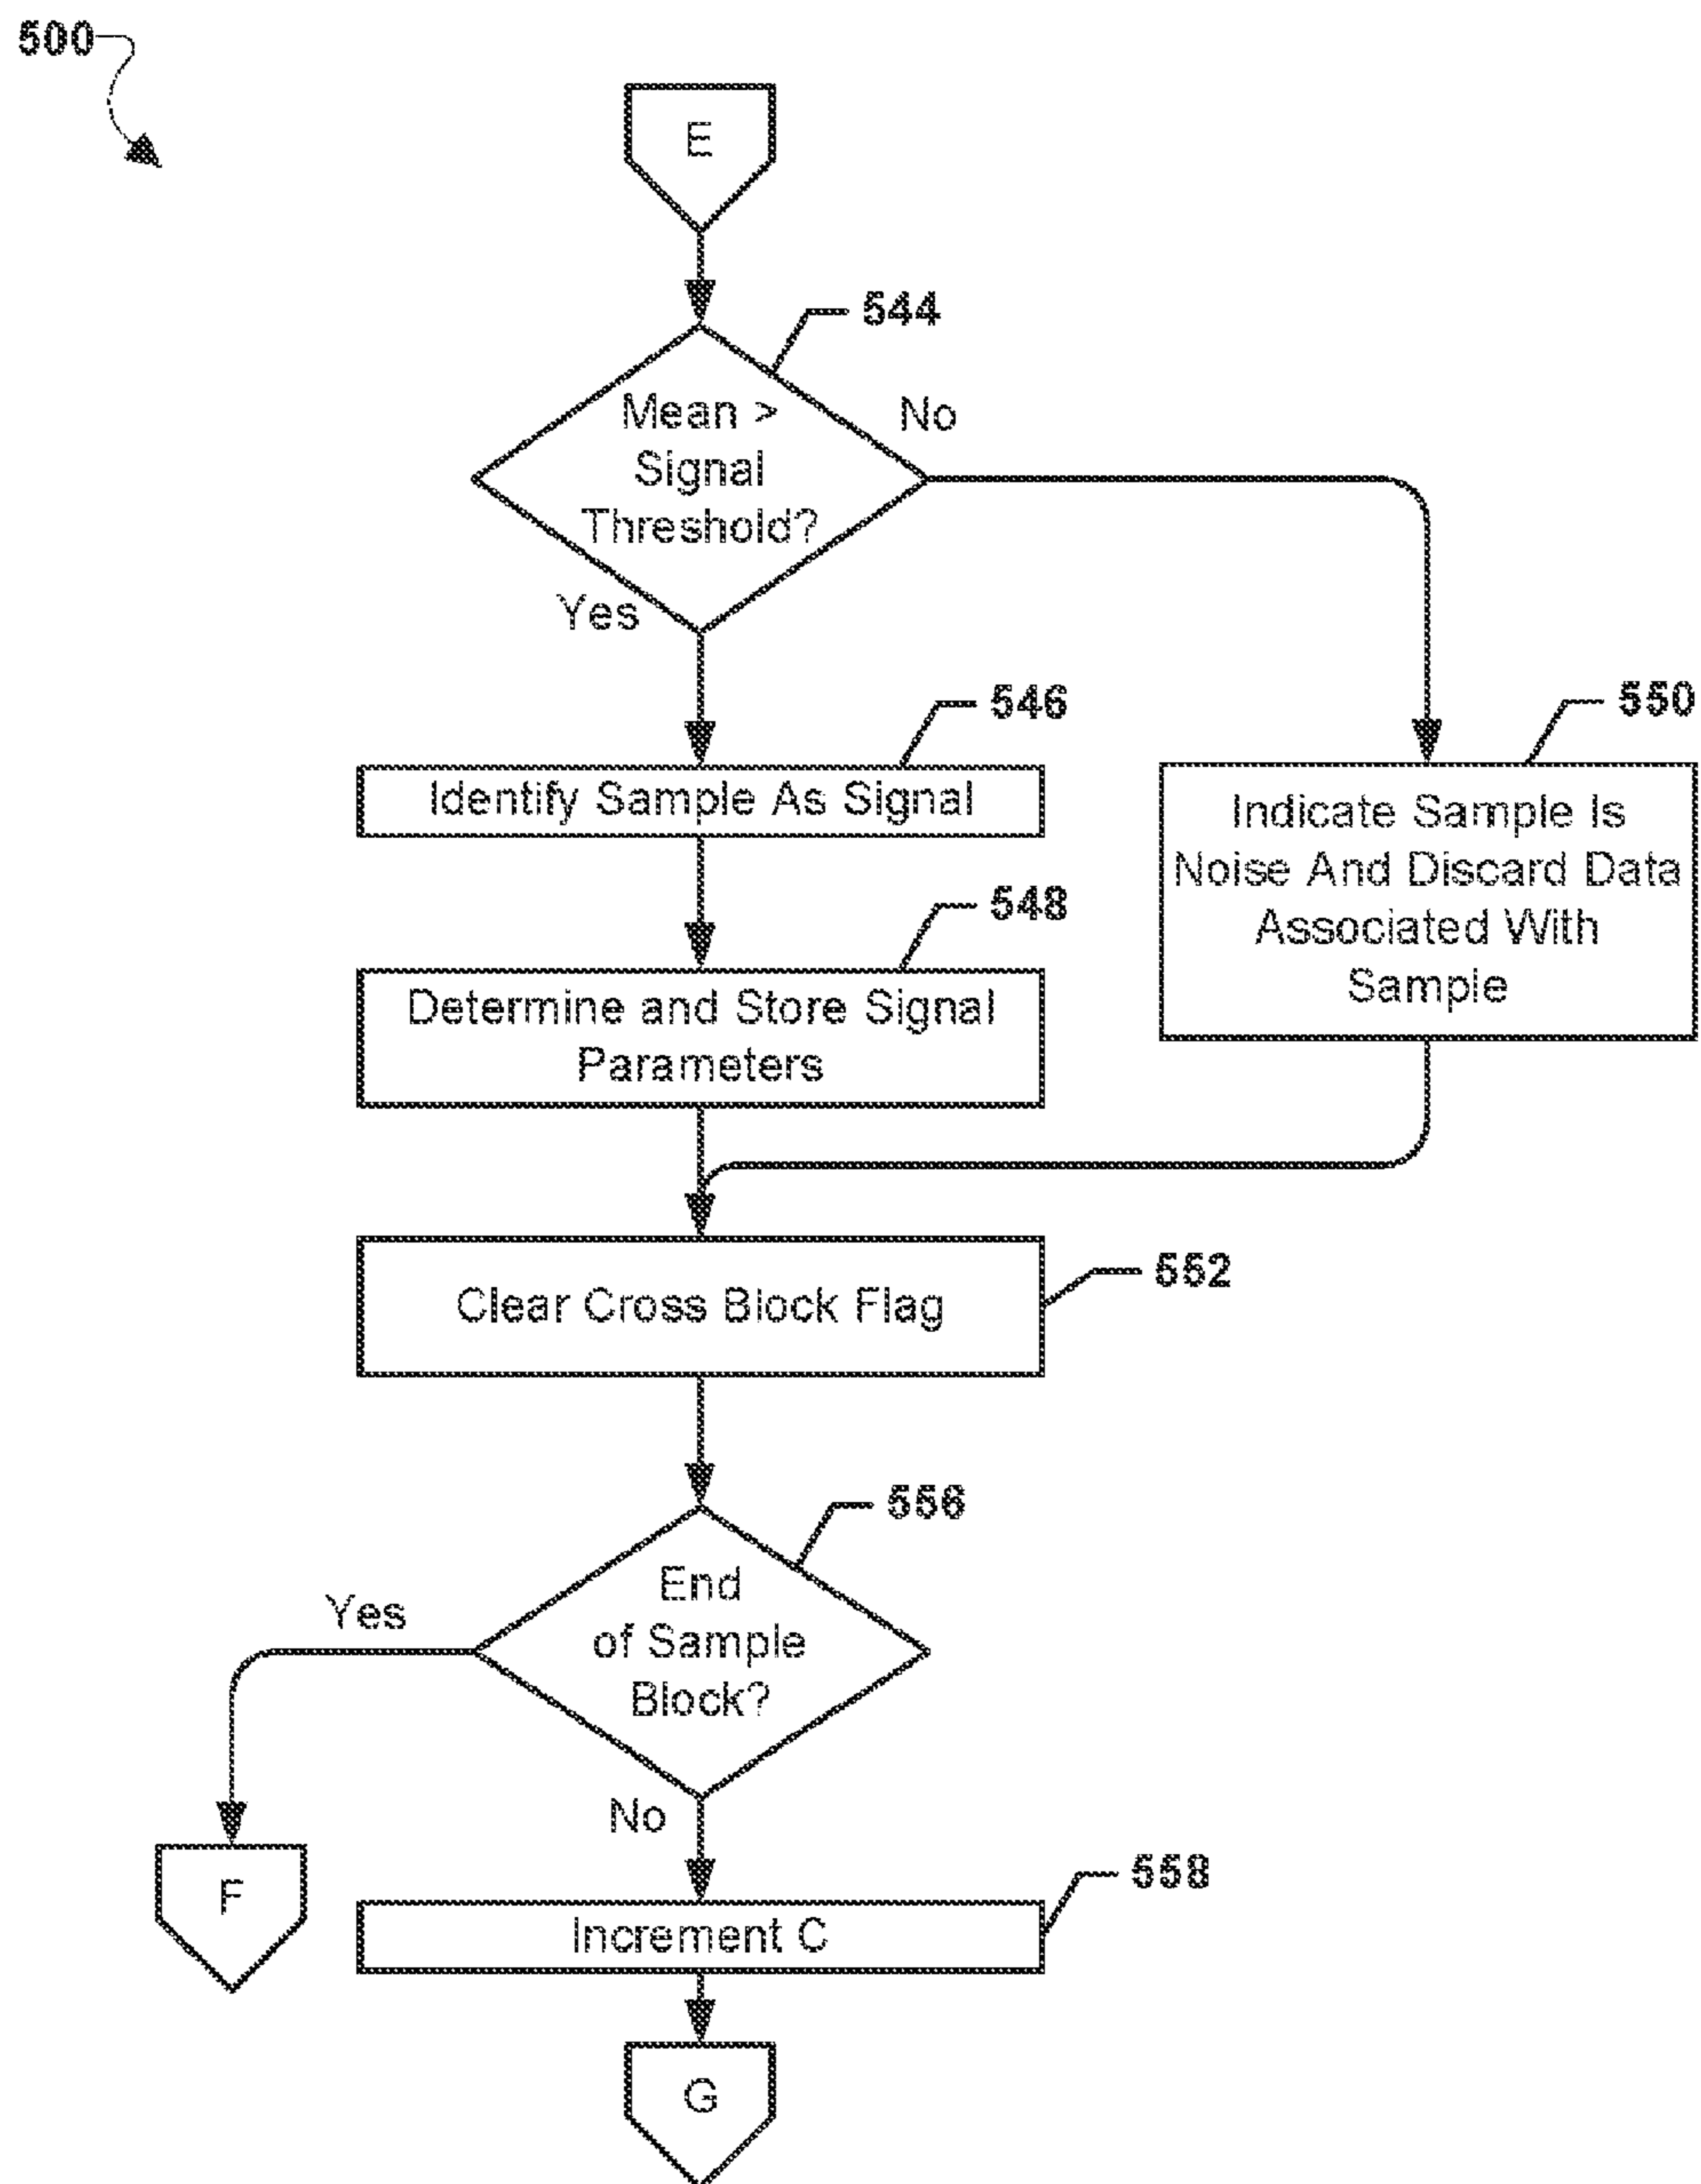 500
E
544
Mean >
Signal
Threshold?
No
Yes
546
Identify Sample As Signal
550
Indicate Sample Is
Noise And Discard Data
Associated With
Sample
548
Determine and Store Signal
Parameters
552
Clear Cross Block Flag
556
End
of Sample
Block?
Yes
No
F
558
Increment C
G